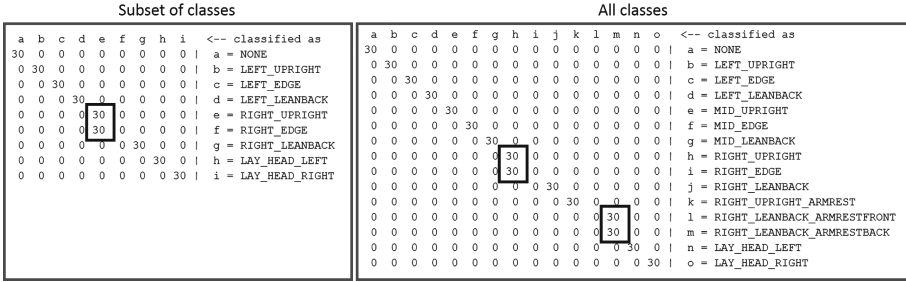 Subset of classes
a b c d e f g h i <-- classified as
30 0 0 0 0 0 0 0 0 | a = NONE
0 30 0 0 0 0 0 0 0 | b = LEFT_UPRIGHT
0 0 30 0 0 0 0 0 0 | c = LEFT_EDGE
0 0 0 30 0 0 0 0 0 | d = LEFT_LEANBACK
0 0 0 0 30 0 0 0 0 | e = RIGHT_UPRIGHT
0 0 0 0 30 0 0 0 0 | f = RIGHT_EDGE
0 0 0 0 0 0 30 0 0 | g = RIGHT_LEANBACK
0 0 0 0 0 0 0 30 0 | h = LAY_HEAD_LEFT
0 0 0 0 0 0 0 0 30 | i = LAY_HEAD_RIGHT
All classes
a b c d e f g h i j k l m n o <-- classified as
30 0 0 0 0 0 0 0 0 0 0 0 0 0 0 | a = NONE
0 30 0 0 0 0 0 0 0 0 0 0 0 0 0 | b = LEFT_UPRIGHT
0 0 30 0 0 0 0 0 0 0 0 0 0 0 0 | c = LEFT_EDGE
0 0 0 30 0 0 0 0 0 0 0 0 0 0 0 | d = LEFT_LEANBACK
0 0 0 0 30 0 0 0 0 0 0 0 0 0 0 | e = MID_UPRIGHT
0 0 0 0 0 30 0 0 0 0 0 0 0 0 0 | f = MID_EDGE
0 0 0 0 0 0 30 0 0 0 0 0 0 0 0 | g = MID_LEANBACK
0 0 0 0 0 0 0 30 0 0 0 0 0 0 0 | h = RIGHT_UPRIGHT
0 0 0 0 0 0 0 30 0 0 0 0 0 0 0 | i = RIGHT_EDGE
0 0 0 0 0 0 0 0 0 30 0 0 0 0 0 | j = RIGHT_LEANBACK
0 0 0 0 0 0 0 0 0 0 30 0 0 0 0 | k = RIGHT_UPRIGHT_ARMREST
0 0 0 0 0 0 0 0 0 0 0 0 30 0 0 | l = RIGHT_LEANBACK_ARMRESTFRONT
0 0 0 0 0 0 0 0 0 0 0 0 30 0 0 | m = RIGHT_LEANBACK_ARMRESTBACK
0 0 0 0 0 0 0 0 0 0 0 0 0 30 0 | n = LAY_HEAD_LEFT
0 0 0 0 0 0 0 0 0 0 0 0 0 0 30 | o = LAY_HEAD_RIGHT